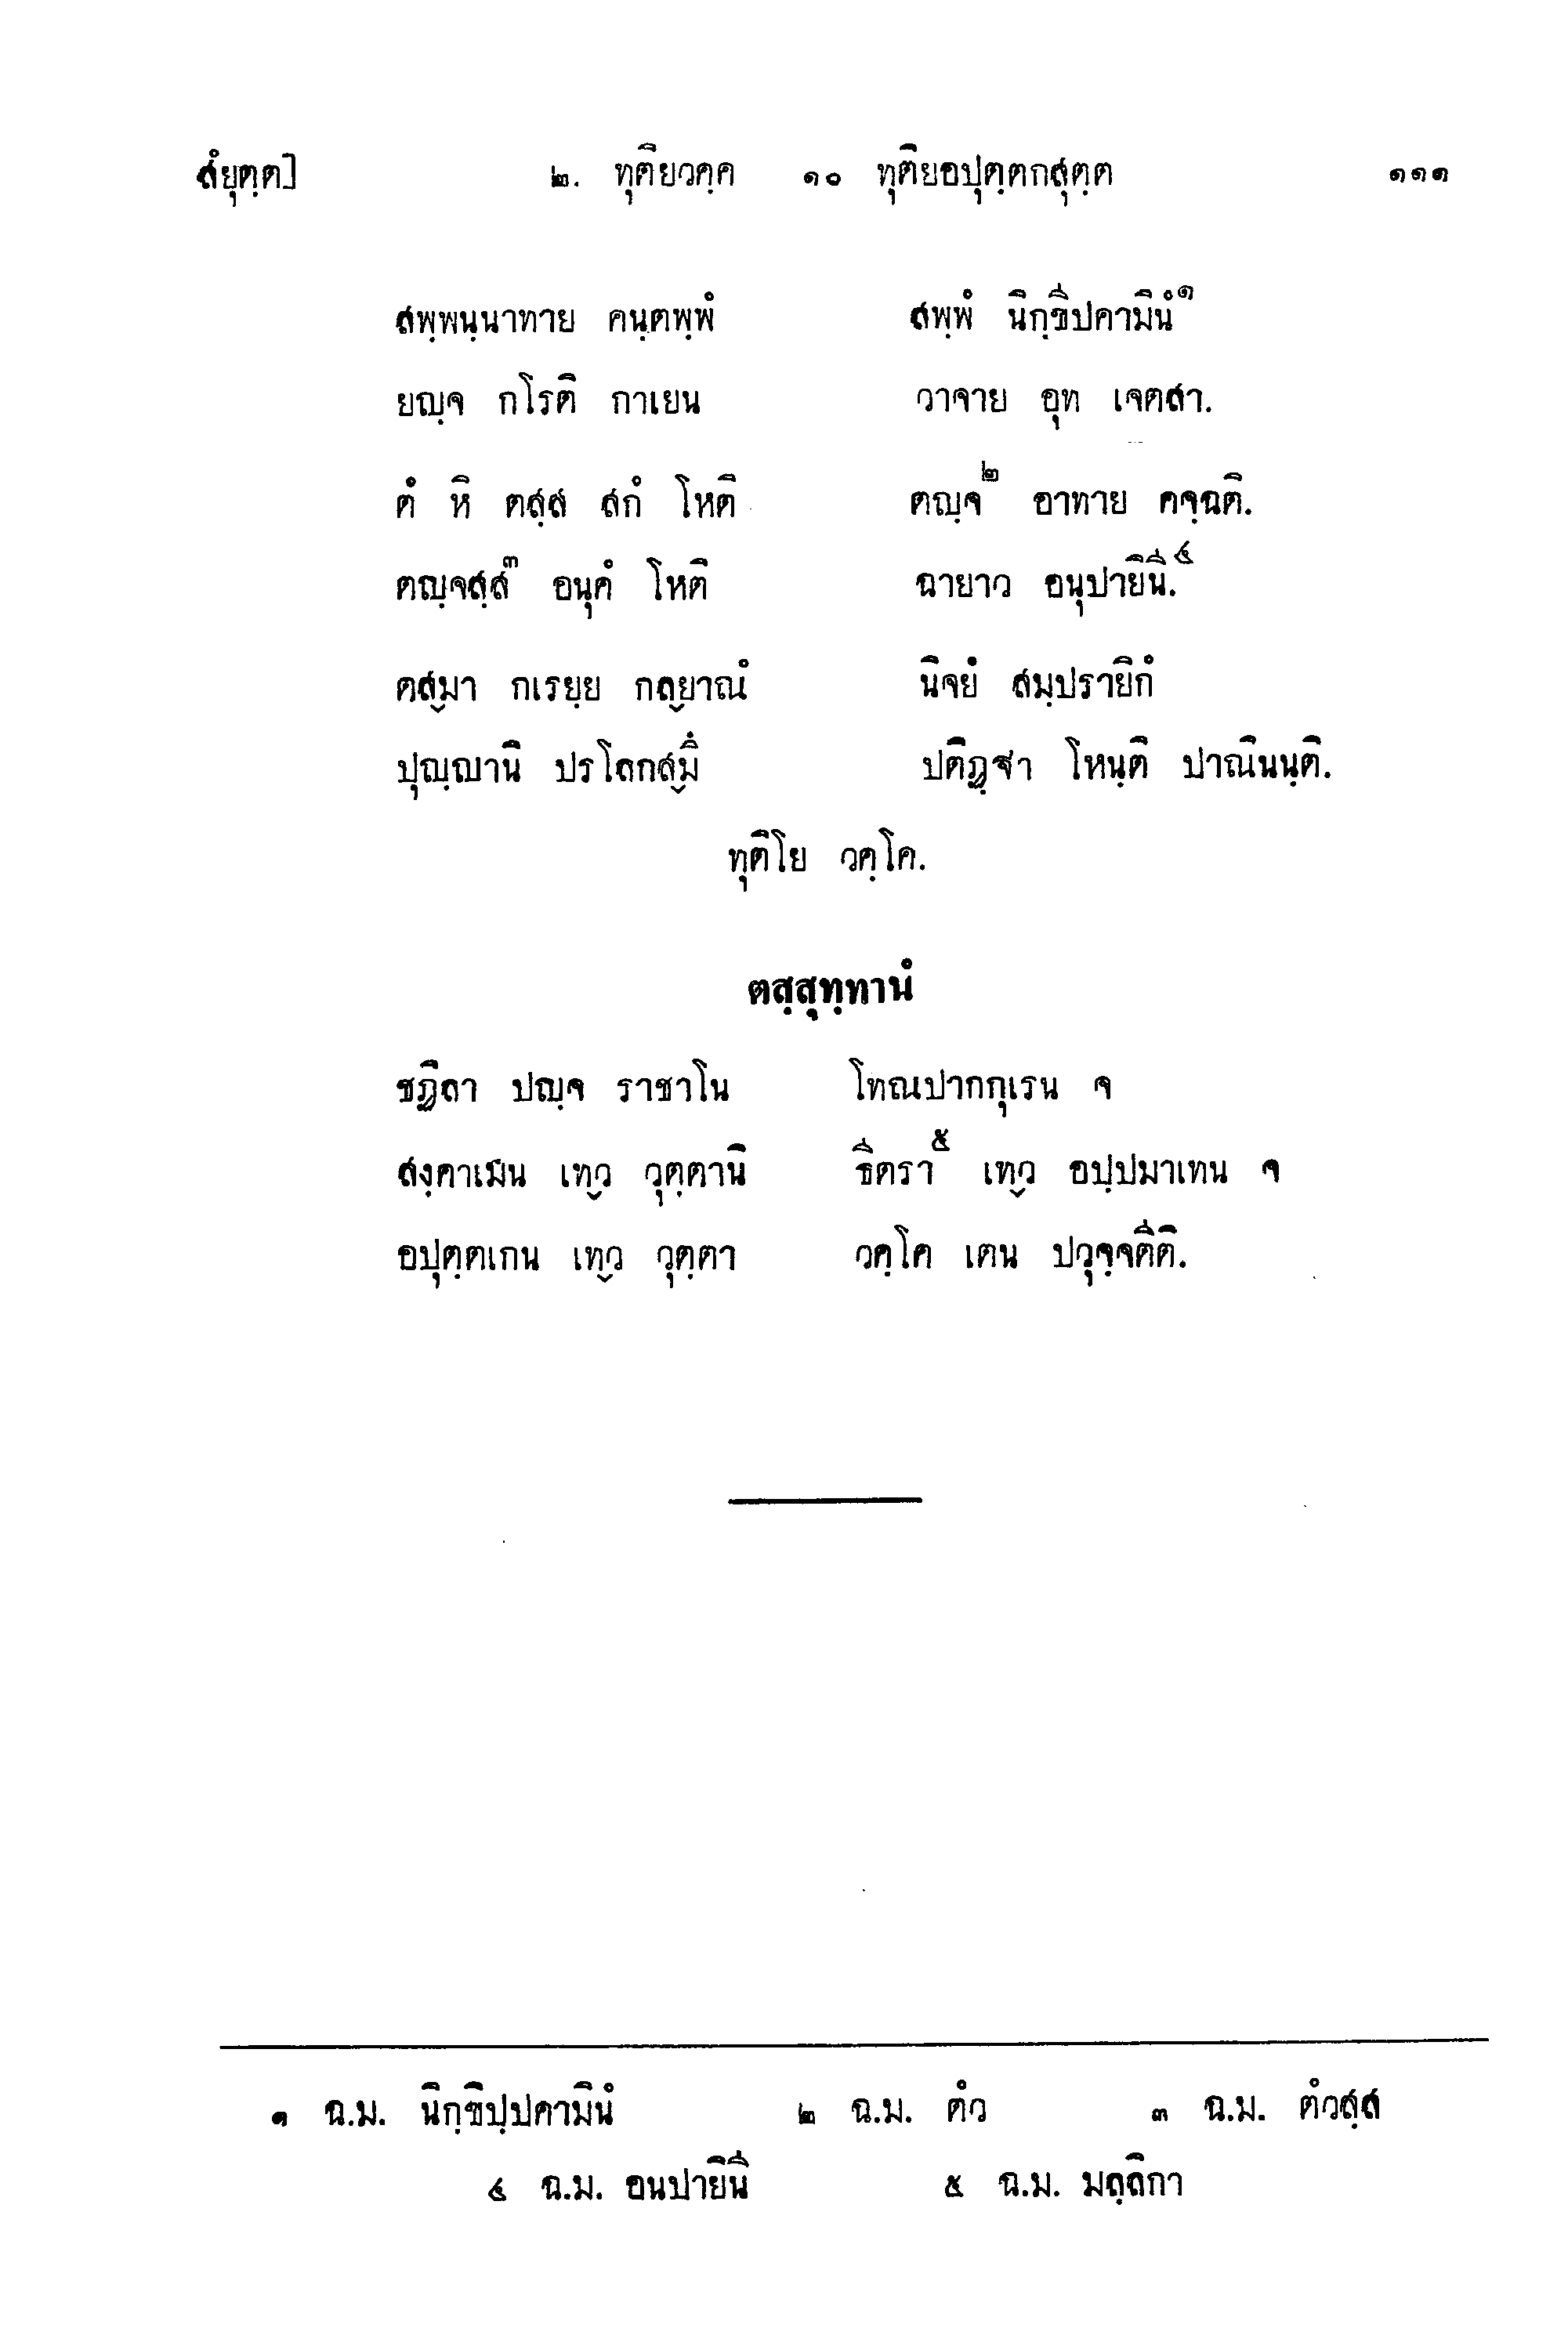 สํยุตฺต]	๒. ทุติยวคฺค ๑๐ ทุติยอปุตฺตกสุตฺต	๑๑๑
สพฺพนฺนาทาย คนฺตพฺพํ	สพฺพํ นิกฺขีปคามินํ๑
ยญฺจ กโรติ กาเยน	วาจาย อุท เจตสา.
ตํ หิ ตสฺส สกํ โหติ	ตญฺจ๒ อาทาย คจฺฉติ.
ตญฺจสฺส๓ อนุคํ โหติ	ฉายาว อนุปายินี.๔
ตสฺมา กเรยฺย กลฺยาณํ	นิจยํ สมฺปรายิกํ
ปุญฺญานิ ปรโลกสฺมึ	ปติฏฺฐา โหนฺติ ปาณินนฺติ.
ทุติโย วคฺโค.
ตสฺสุทฺทานํ
ชฏิลา ปญฺจ ราชาโน	โทณปากกุเรน จ
สงฺคาเมน เทฺว วุตฺตานิ	ธีตรา๕ เทฺว อปฺปมาเทน จ
อปุตฺตเกน เทฺว วุตฺตา	วคฺโค เตน ปวุจฺจตีติ.
๑ ฉ.ม. นิกฺขิปฺปคามินํ	๒ ฉ.ม. ตํว	๓ ฉ.ม. ตํวสฺส
๔ ฉ.ม. อนปายินี	๕ ฉ.ม. มลฺลิกา